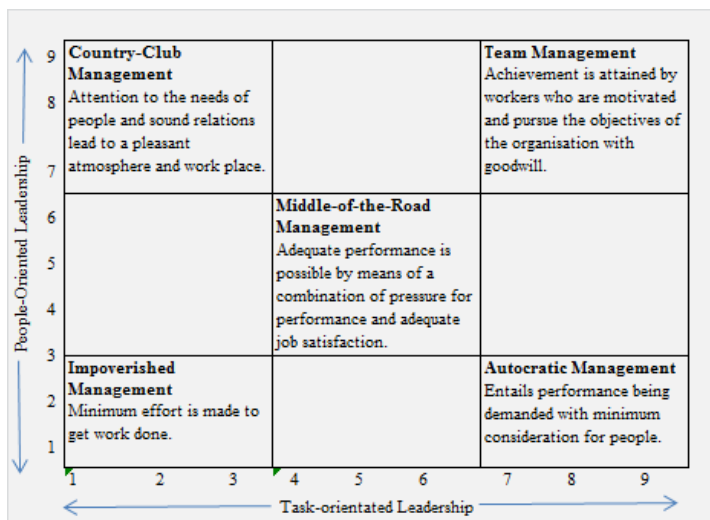 People-Oriented Leadership
9
8
7
6
5
4
3
2
1
Country-Club
Management
Attention to the needs of
people and sound relations
lead to a pleasant
atmosphere and work place.
Team Management
Achievement is attained by
workers who are motivated
and pursue the objectives of
the organisation with
goodwill.
Middle-of-the-Road
Management
Adequate performance is
possible by means of a
combination of pressure for
performance and adequate
job satisfaction.
Impoverished
Management
Minimum effort is made to
get work done.
Autocratic Management
Entails performance being
demanded with minimum
consideration for people.
1 2 3 4 5 6 7 8 9
Task-orientated Leadership